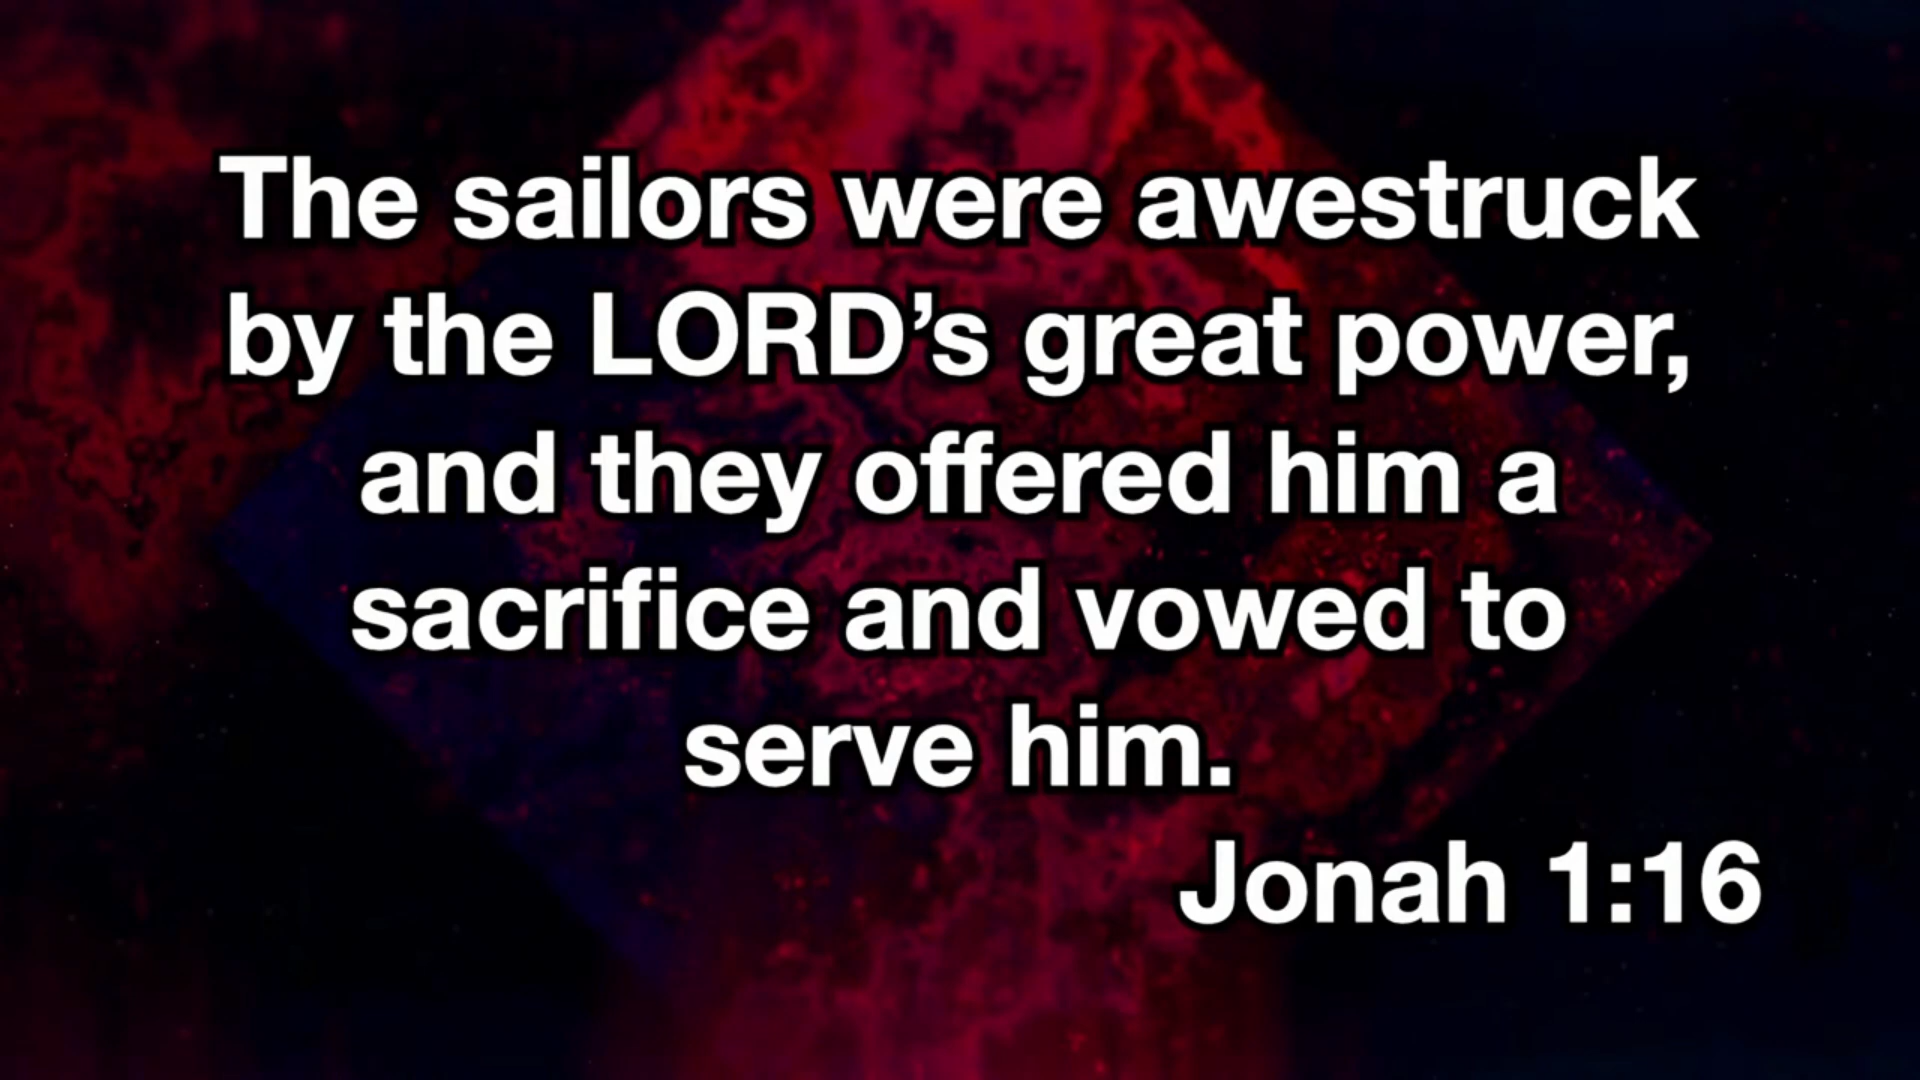 The sailors were awestruck
by the LORD’s great power,
and they offered him a
sacrifice and vowed to
serve him.
Jonah 1:16